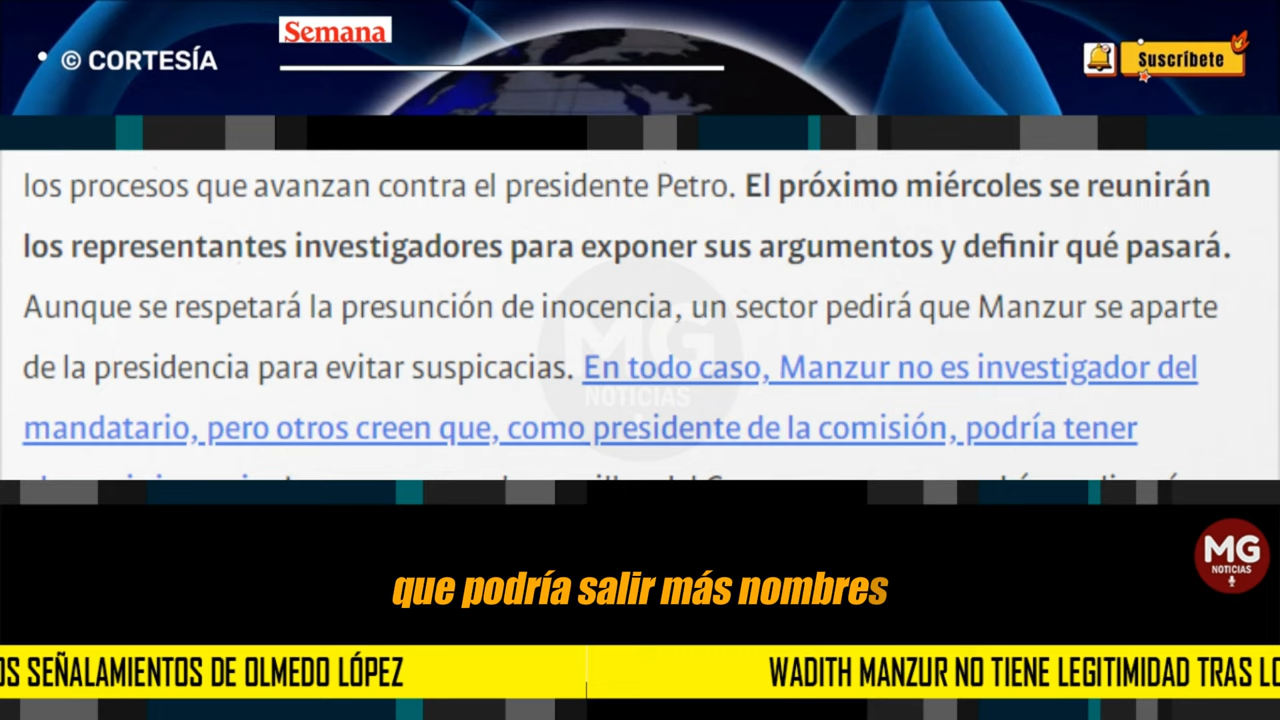 Semana
© CORTESÍA
Suscríbete
los procesos que avanzan contra el presidente Petro. El próximo miércoles se reunirán
los representantes investigadores para exponer sus argumentos y definir qué pasará.
Aunque se respetará la presunción de inocencia, un sector pedirá que Manzur se aparte
de la presidencia para evitar suspicacias. En todo caso, Manzur no es investigador del
mandatario, pero otros creen que, como presidente de la comisión, podría tener
MG
NOTICIAS
que podría salir más nombres
MG
NOTICIAS
OS SEÑALAMIENTOS DE OLMEDO LÓPEZ
WADITH MANZUR NO TIENE LEGITIMIDAD TRAS LO